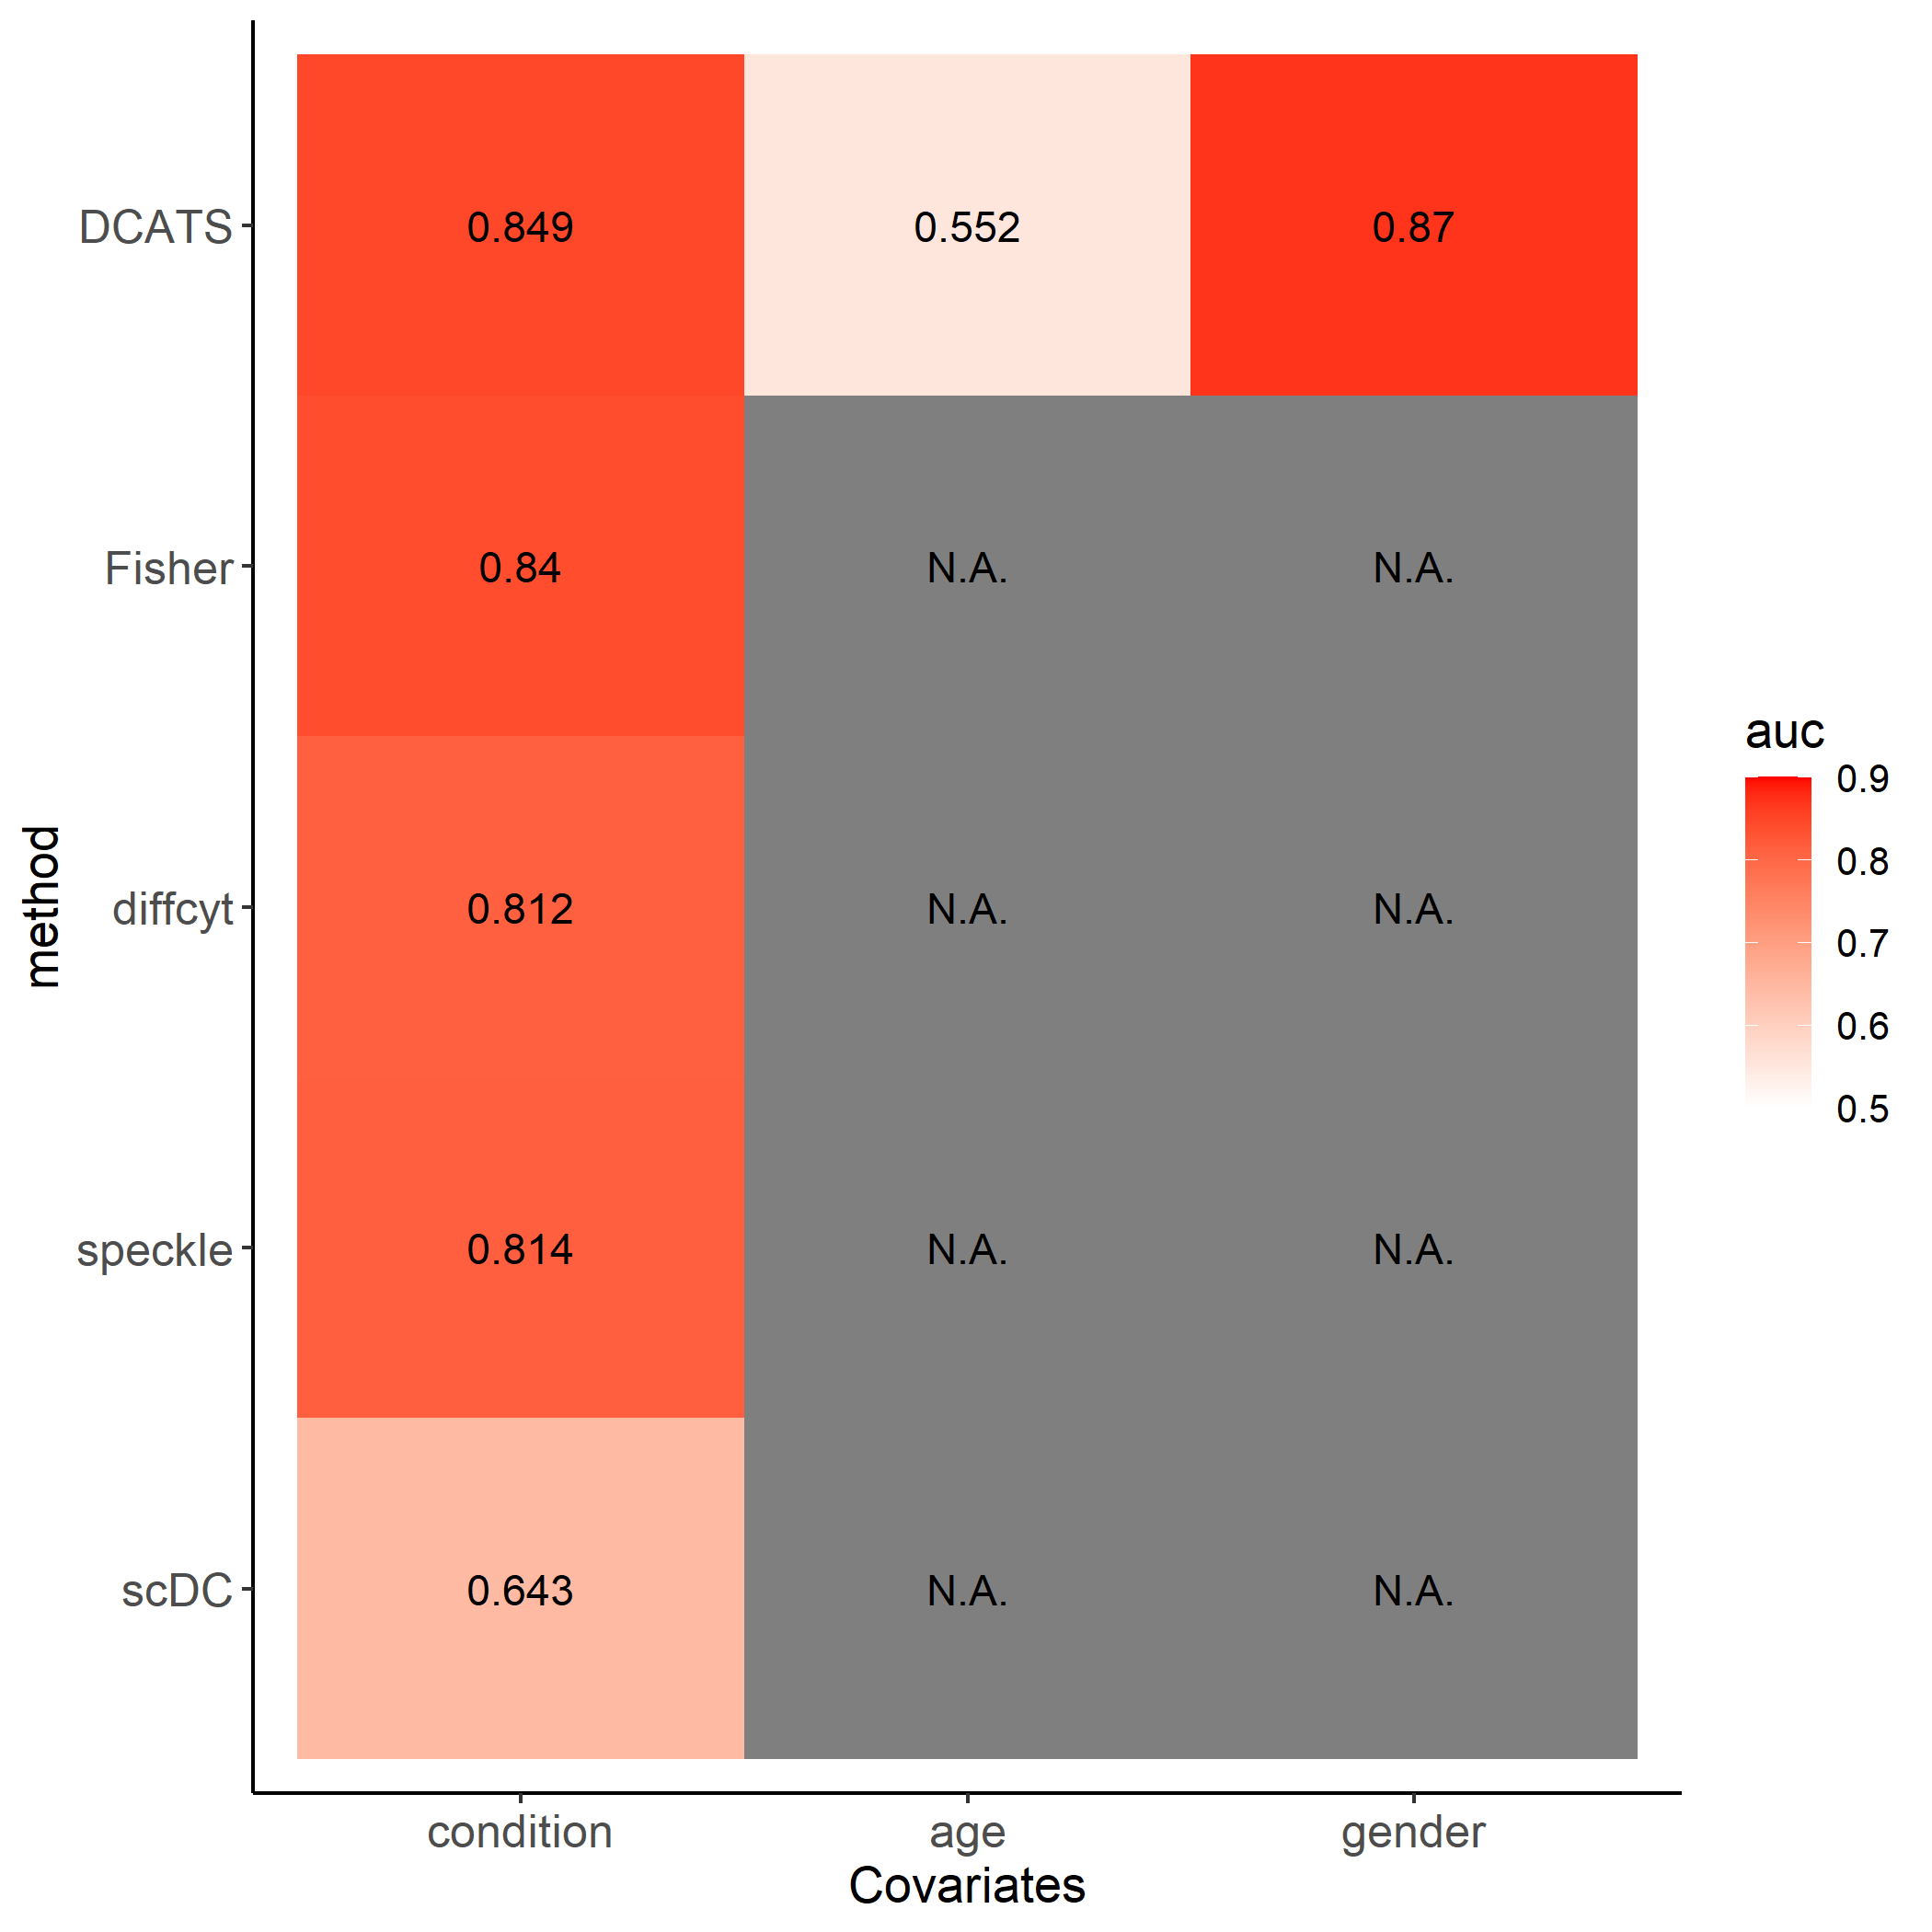 DCATS 0.849 0.552 0.87
Fisher 0.84 N.A. N.A.
diffcyt 0.812 N.A. N.A.
speckle 0.814 N.A. N.A.
scDC 0.643 N.A. N.A.
condition age gender
Covariates
method
auc
0.9
0.8
0.7
0.6
0.5